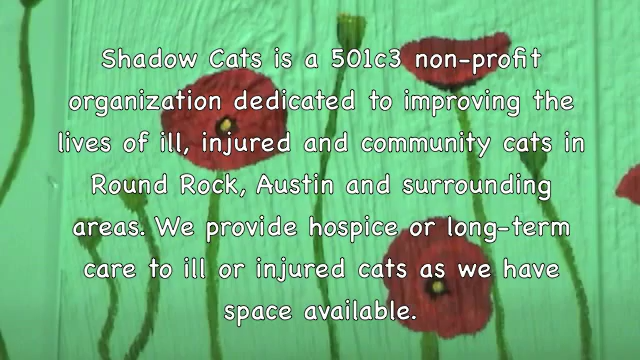 Shadow Cats is a 501c3 non-profit
organization dedicated to improving the
lives of ill, injured and community cats in
Round Rock, Austin and surrounding
areas. We provide hospice or long-term
care to ill or injured cats as we have
space available.